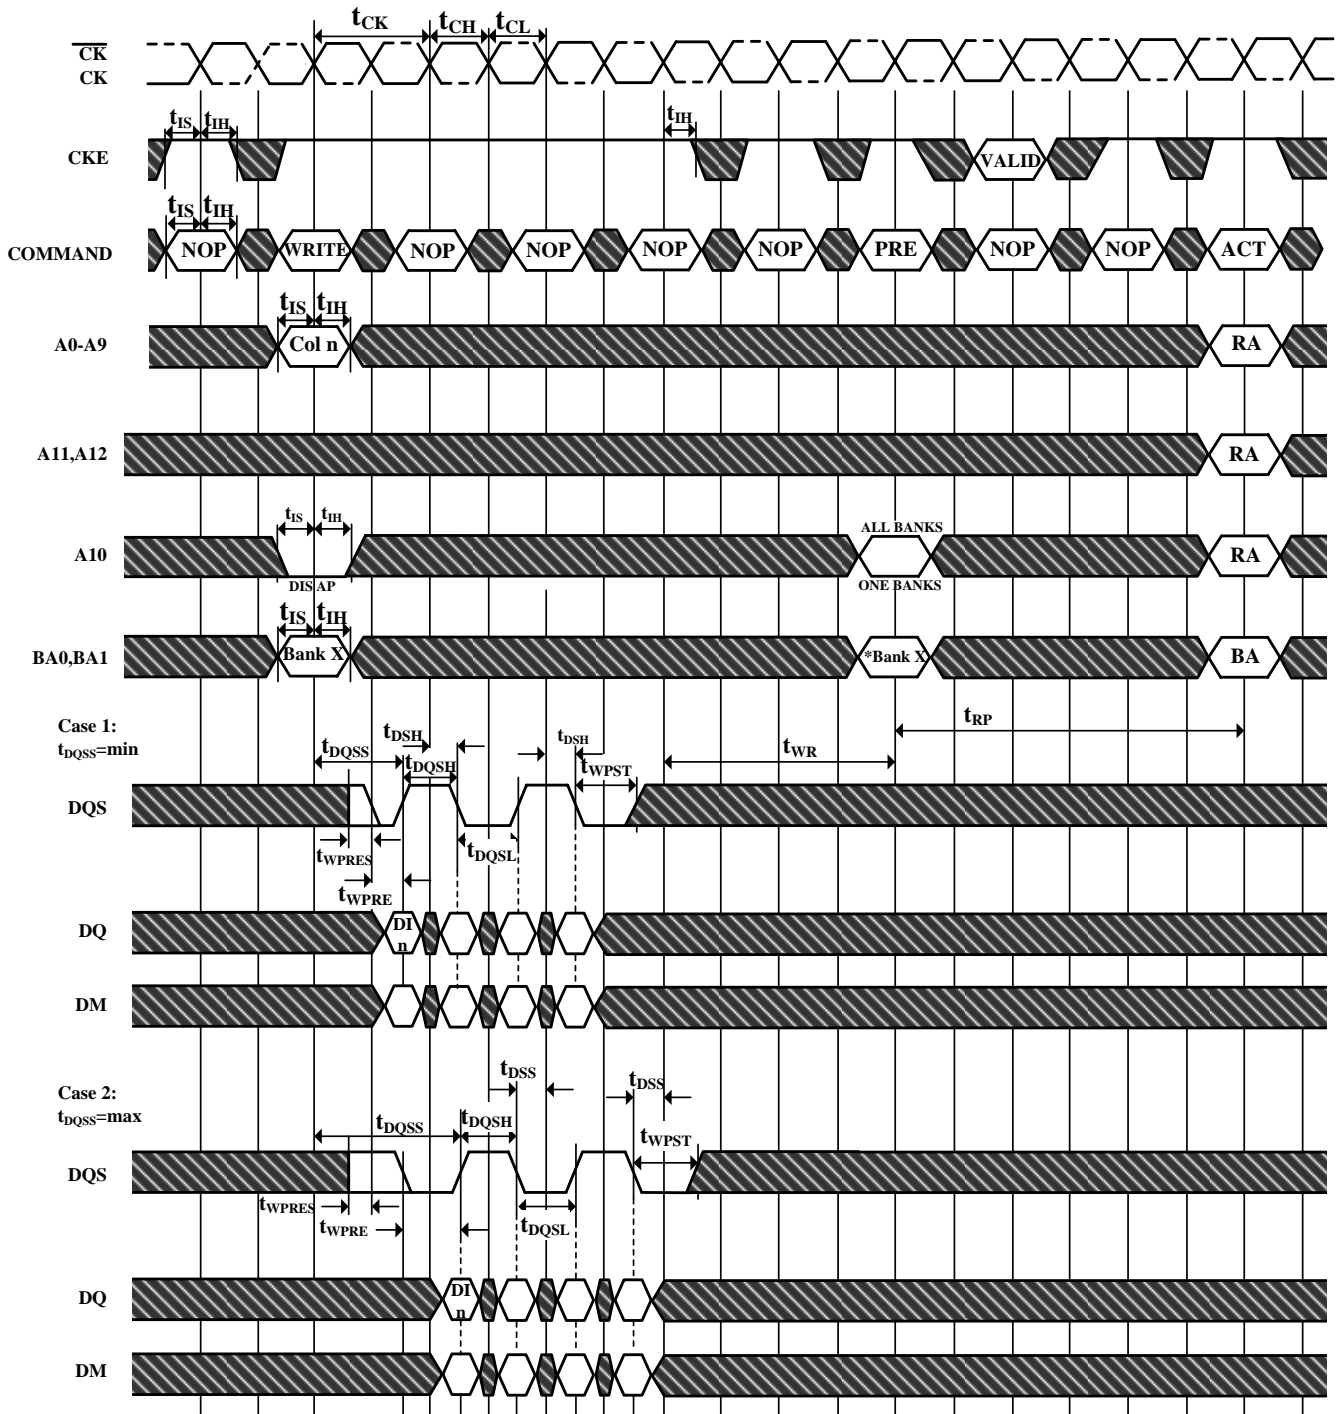 tCK tCH tCL
CK
CK
tIS tIH tIH
CKE VALID
tIS tIH
COMMAND NOP WRITE NOP NOP NOP NOP PRE NOP NOP ACT
tIS tIH
A0-A9 Col n RA
A11,A12 RA
tIS tIH ALL BANKS
A10 RA
DIS AP ONE BANKS
tIS tIH
BA0,BA1 Bank X *Bank X BA
Case 1:
tDQSS=min
tDSH tDSH tRP
tDQSS tWR
tDQSH tWPST
DQS
tWPRES tDQSL
tWPRE
DQ DI
n
DM
Case 2:
tDQSS=max
tDSS tDSS
tDQSS tDQSH tWPST
DQS
tWPRES
tWPRE tDQSL
DQ DI
n
DM